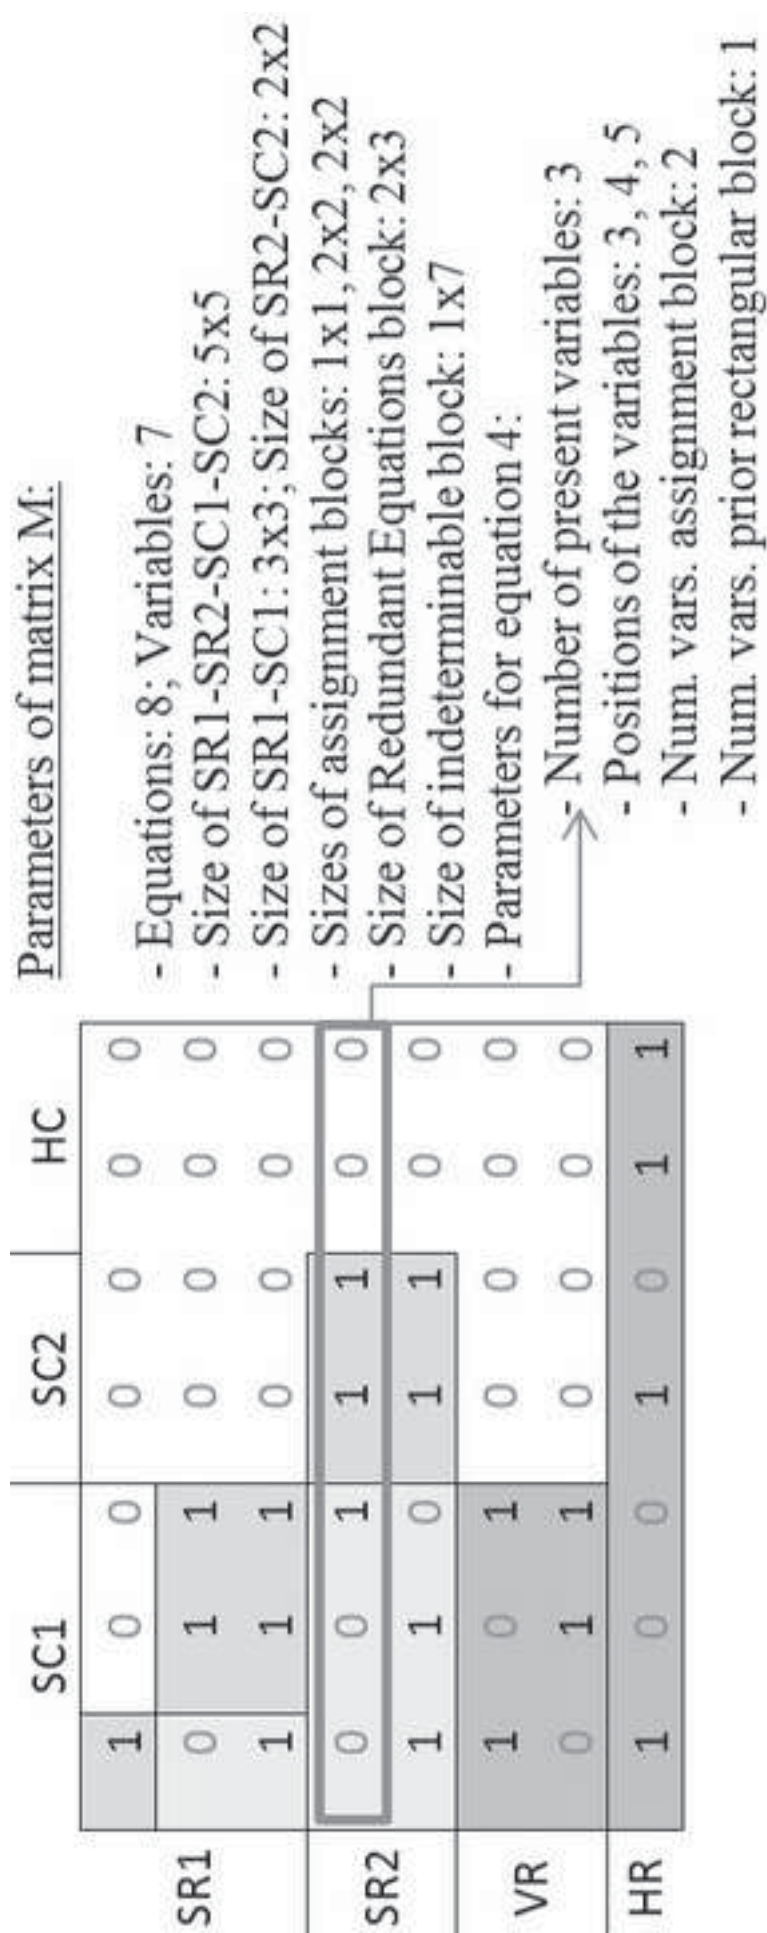 SC1 SC2 HC
SR1
1 0 0 0 0 0 0
0 1 1 0 0 0 0
1 1 1 0 0 0 0
SR2
0 0 1 1 1 0 0
1 1 0 1 1 0 0
VR
1 0 1 0 0 0 0
0 1 1 0 0 0 0
HR
1 0 0 1 0 1 1
Parameters of matrix M:
- Equations: 8; Variables: 7
- Size of SR1-SR2-SC1-SC2: 5x5
- Size of SR1-SC1: 3x3; Size of SR2-SC2: 2x2
- Sizes of assignment blocks: 1x1, 2x2, 2x2
- Size of Redundant Equations block: 2x3
- Size of indeterminable block: 1x7
- Parameters for equation 4:
- Number of present variables: 3
- Positions of the variables: 3, 4, 5
- Num. vars. assignment block: 2
- Num. vars. prior rectangular block: 1